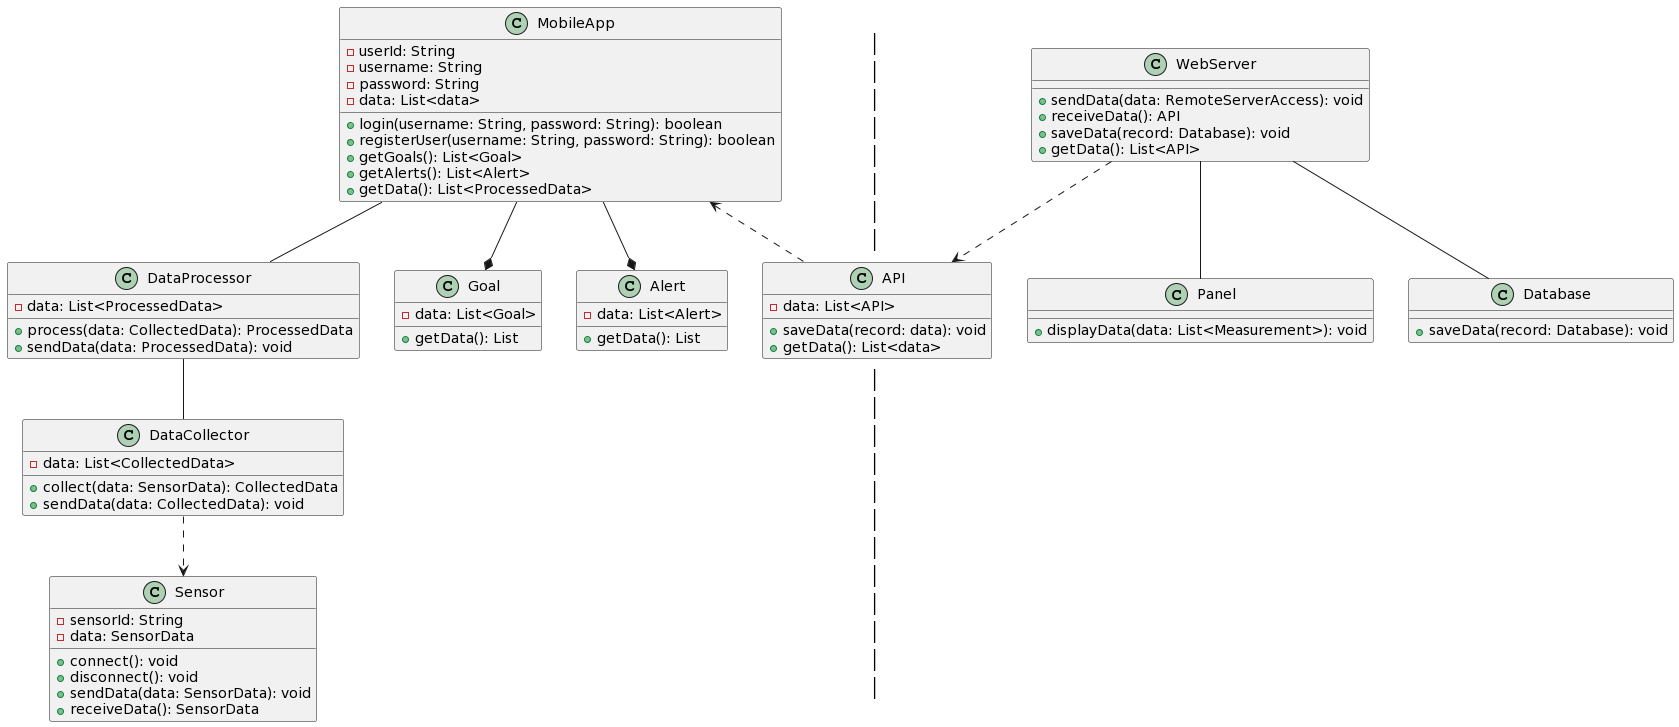 C MobileApp
userId: String
username: String
password: String
data: List<data>
login(username: String, password: String): boolean
registerUser(username: String, password: String): boolean
getGoals(): List<Goal>
getAlerts(): List<Alert>
getData(): List<ProcessedData>
C WebServer
sendData(data: RemoteServerAccess): void
receiveData(): API
saveData(record: Database): void
getData(): List<API>
C DataProcessor
data: List<ProcessedData>
process(data: CollectedData): ProcessedData
sendData(data: ProcessedData): void
C Goal
data: List<Goal>
getData(): List
C Alert
data: List<Alert>
getData(): List
C API
data: List<API>
saveData(record: data): void
getData(): List<data>
C Panel
displayData(data: List<Measurement>): void
C Database
saveData(record: Database): void
C DataCollector
data: List<CollectedData>
collect(data: SensorData): CollectedData
sendData(data: CollectedData): void
C Sensor
sensorId: String
data: SensorData
connect(): void
disconnect(): void
sendData(data: SensorData): void
receiveData(): SensorData